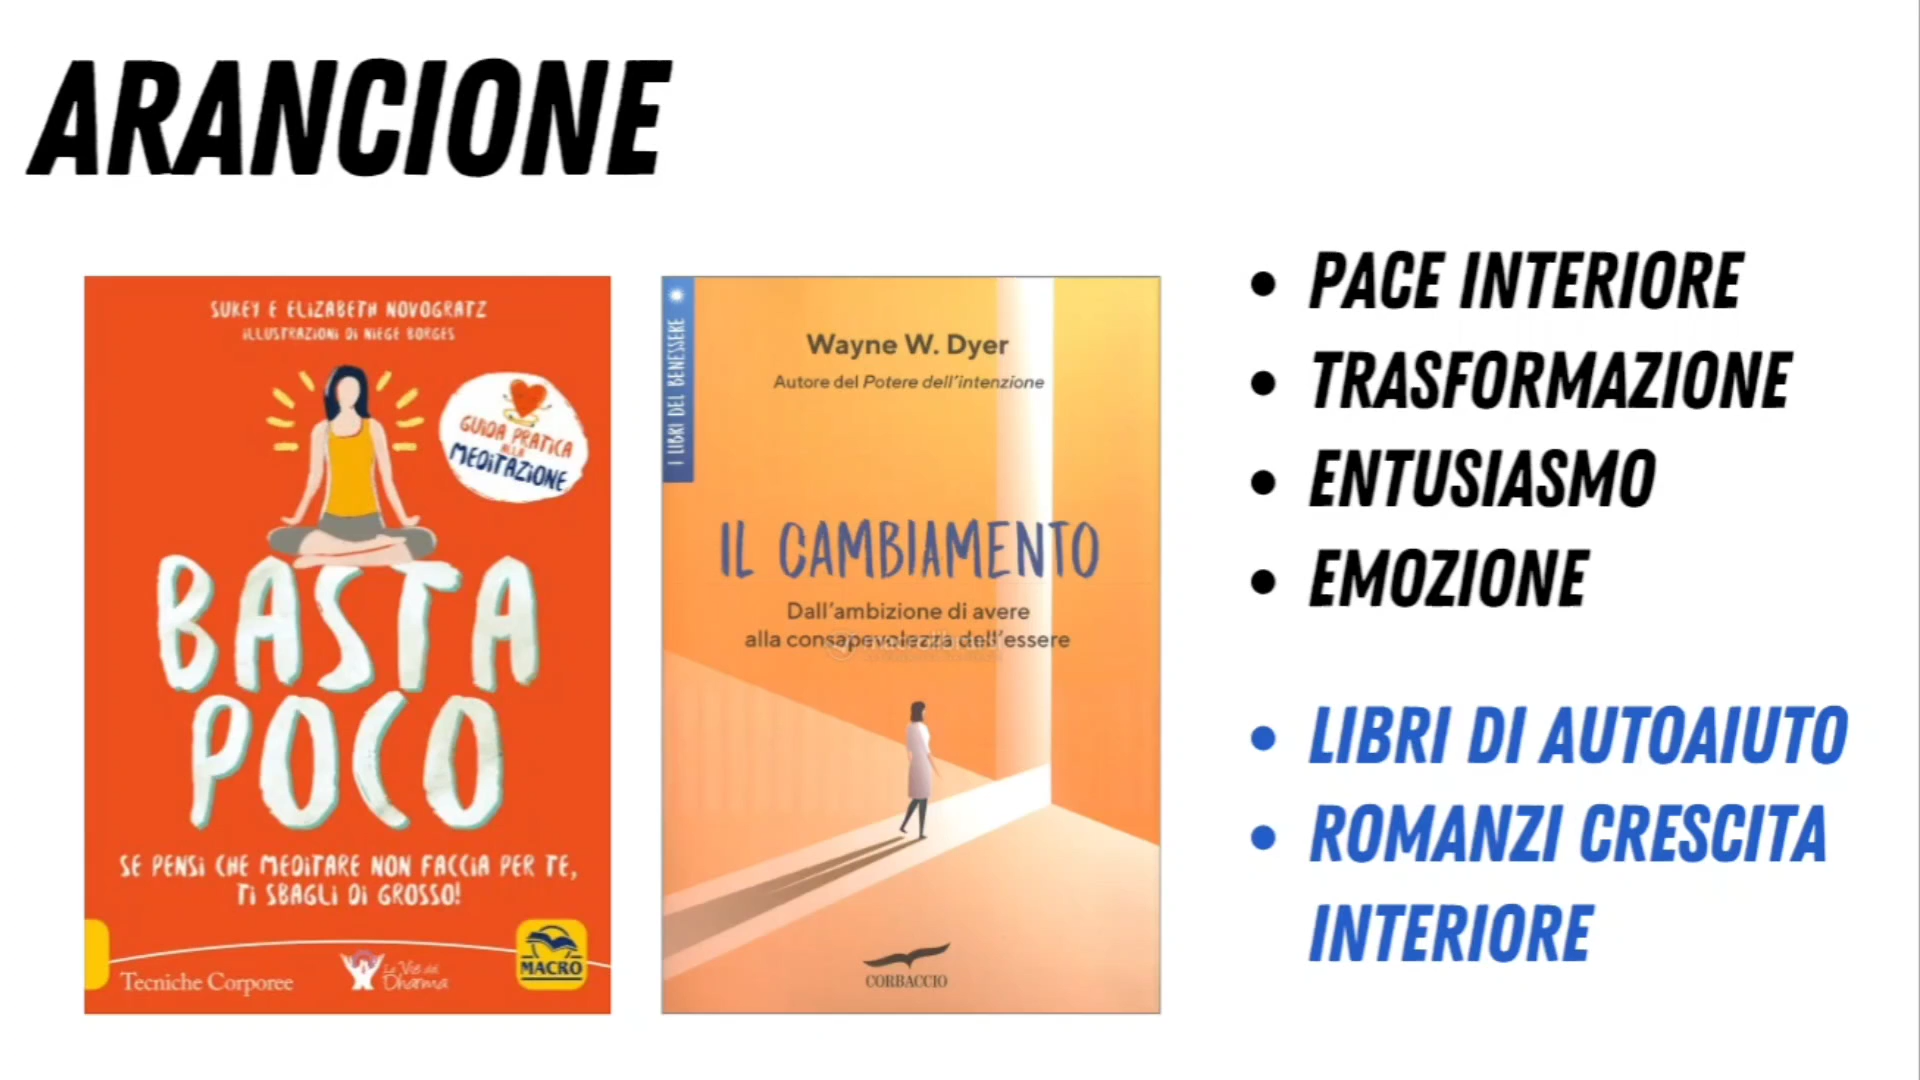 ARANCIONE
SUKEY E ELIZABETH NOVOGRATZ
ILLUSTRAZIONI DI NIEGE BORGES
GUIDA PRATICA
ALLA
MEDITAZIONE
BASTA
POCO
SE PENSI CHE MEDITARE NON FACCIA PER TE,
TI SBAGLI DI GROSSO!
Tecniche Corporee
La Via del
Dharma
MACRO
I LIBRI DEL BENESSERE
Wayne W. Dyer
Autore del Potere dell'intenzione
IL CAMBIAMENTO
Dall'ambizione di avere
alla consapevolezza dell'essere
CORBACCIO
• PACE INTERIORE
• TRASFORMAZIONE
• ENTUSIASMO
• EMOZIONE
• LIBRI DI AUTOAIUTO
• ROMANZI CRESCITA
INTERIORE